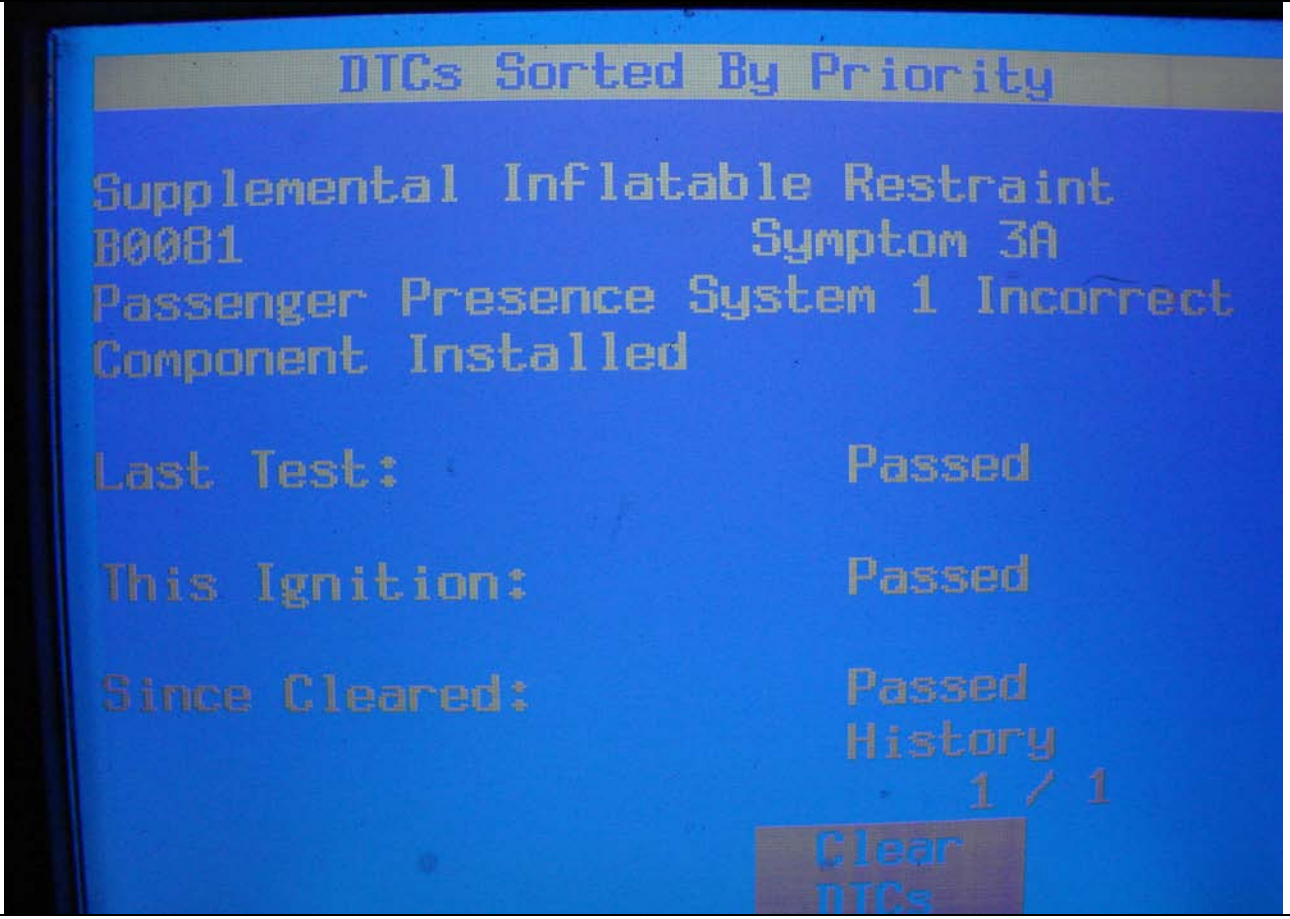 DTCs Sorted By Priority
Supplemental Inflatable Restraint
B0081 Symptom 3A
Passenger Presence System 1 Incorrect
Component Installed
Last Test: Passed
This Ignition: Passed
Since Cleared: Passed
History
1 / 1
Clear
DTCs